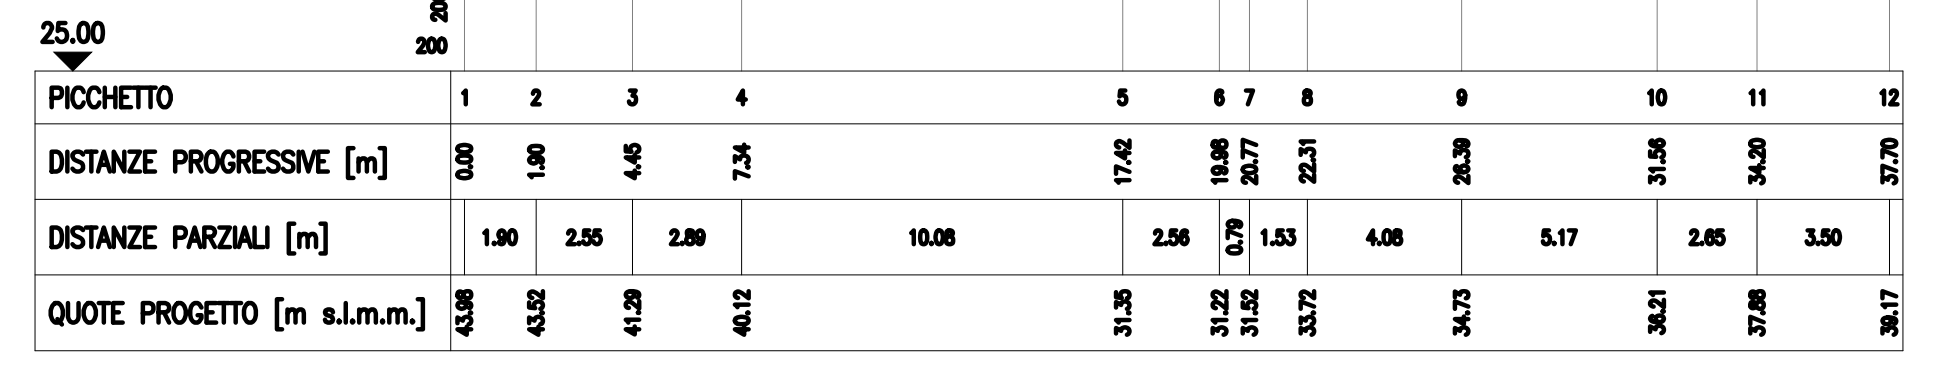 200
25.00
200
PICCHETTO 1 2 3 4 5 6 7 8 9 10 11 12
DISTANZE PROGRESSIVE [m] 0.00 1.90 4.45 7.34 17.42 19.98 20.77 22.31 26.39 31.56 34.20 37.70
DISTANZE PARZIALI [m] 1.90 2.55 2.89 10.08 2.56 0.79 1.53 4.08 5.17 2.65 3.50
QUOTE PROGETTO [m s.l.m.m.] 43.98 43.52 41.29 40.12 31.35 31.22 31.52 33.72 34.73 36.21 37.88 39.17